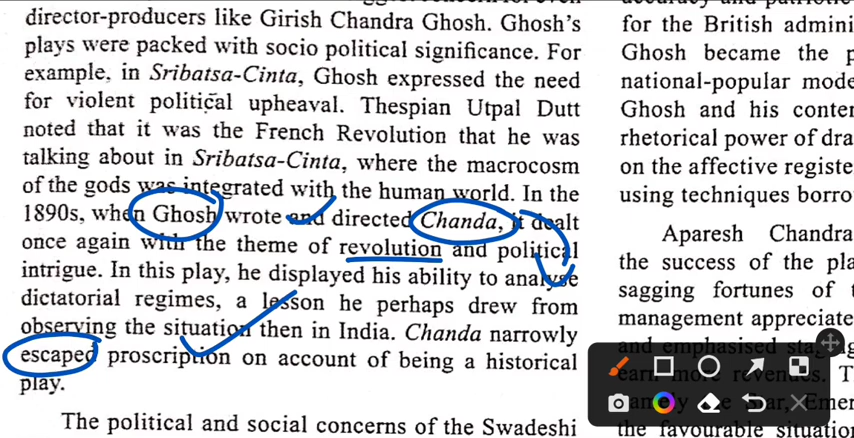 director-producers like Girish Chandra Ghosh. Ghosh's
plays were packed with socio political significance. For
example, in Sribatsa-Cinta, Ghosh expressed the need
for violent political upheaval. Thespian Utpal Dutt
noted that it was the French Revolution that he was
talking about in Sribatsa-Cinta, where the macrocosm
of the gods was integrated with the human world. In the
1890s, when Ghosh wrote and directed Chanda, it dealt
once again with the theme of revolution and political
intrigue. In this play, he displayed his ability to analyse
dictatorial regimes, a lesson he perhaps drew from
observing the situation then in India. Chanda narrowly
escaped proscription on account of being a historical
play.
The political and social concerns of the Swadeshi
for the British admini
Ghosh became the p
national-popular mode
Ghosh and his conter
rhetorical power of dra
on the affective registe
using techniques borro
Aparesh Chandra
the success of the pla
sagging fortunes of t
management appreciate
and emphasised
earn more revenues. T
Star, Emer
the favourable situation